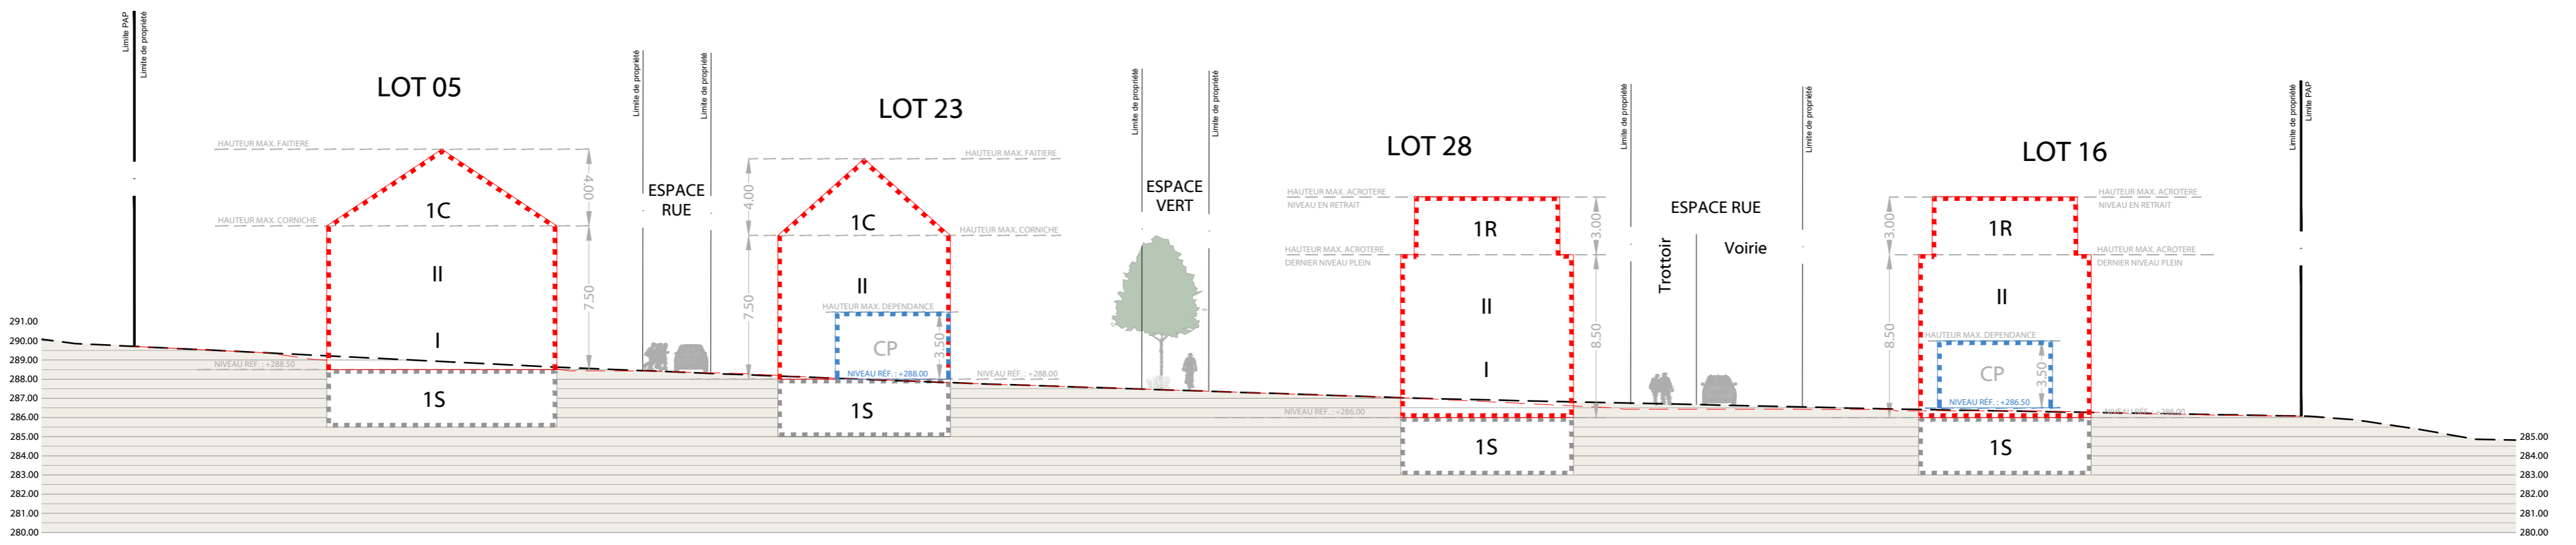 Limite PAP
Limite de propriété
LOT 05
HAUTEUR MAX. FAITIERE
HAUTEUR MAX. CORNICHE
1C
II
I
1S
4.00
7.50
NIVEAU RÉF. : +288.50
Limite de propriété
ESPACE
RUE
Limite de propriété
LOT 23
HAUTEUR MAX. FAITIERE
HAUTEUR MAX. CORNICHE
4.00
7.50
1C
II
HAUTEUR MAX. DEPENDANCE
CP
3.50
NIVEAU RÉF. : +288.00
NIVEAU RÉF. : +288.00
1S
Limite de propriété
ESPACE
VERT
Limite de propriété
LOT 28
HAUTEUR MAX. ACROTERE
NIVEAU EN RETRAIT
HAUTEUR MAX. ACROTERE
DERNIER NIVEAU PLEIN
1R
II
I
1S
3.00
8.50
NIVEAU RÉF. : +286.00
Limite de propriété
ESPACE RUE
Trottoir
Voirie
Limite de propriété
LOT 16
3.00
8.50
1R
II
HAUTEUR MAX. ACROTERE
NIVEAU EN RETRAIT
HAUTEUR MAX. ACROTERE
DERNIER NIVEAU PLEIN
HAUTEUR MAX. DEPENDANCE
CP
3.50
NIVEAU RÉF. : +286.50
NIVEAU RÉF. : +286.00
1S
Limite de propriété
Limite PAP
291.00
290.00
289.00
288.00
287.00
286.00
285.00
284.00
283.00
282.00
281.00
280.00
285.00
284.00
283.00
282.00
281.00
280.00